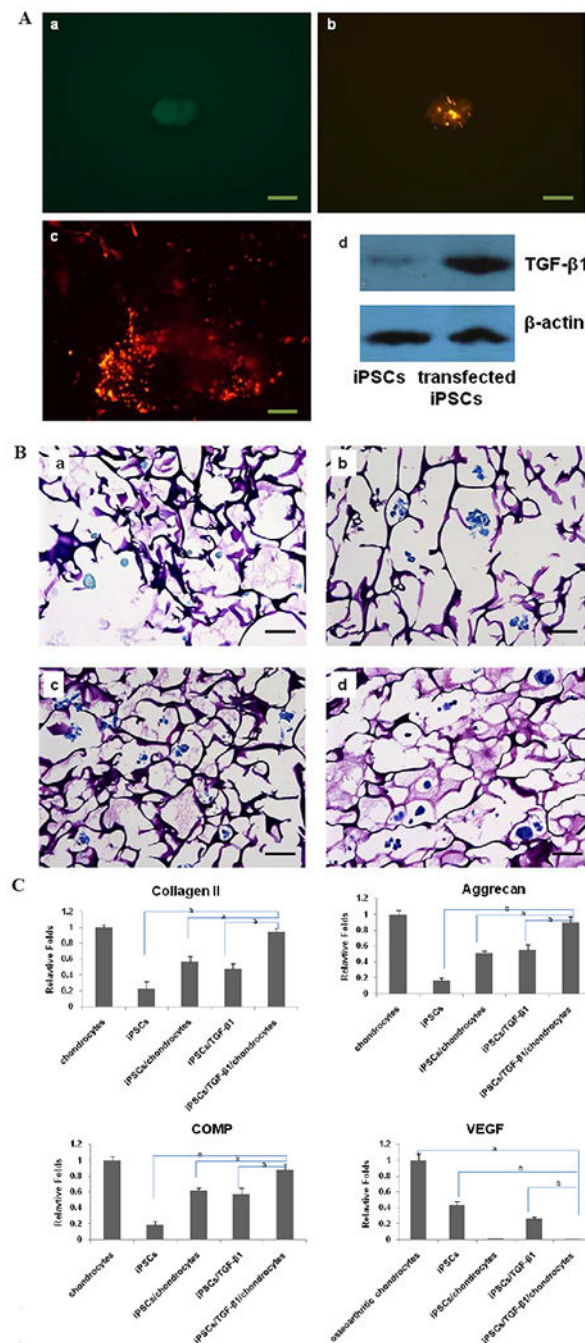 A
a
b
c
d
TGF-β1
β-actin
iPSCs transfected
iPSCs
B
a
b
c
d
C
Collagen II
Relavtive Folds
1.2
1
0.8
0.6
0.4
0.2
0
a
a
a
chondrocytes
iPSCs
iPSCs/chondrocytes
iPSCs/TGF-β1
iPSCs/TGF-β1/chondrocytes
Aggrecan
Relavtive Folds
1.2
1
0.8
0.6
0.4
0.2
0
a
a
a
chondrocytes
iPSCs
iPSCs/chondrocytes
iPSCs/TGF-β1
iPSCs/TGF-β1/chondrocytes
COMP
Relavtive Folds
1.2
1
0.8
0.6
0.4
0.2
0
a
a
a
chondrocytes
iPSCs
iPSCs/chondrocytes
iPSCs/TGF-β1
iPSCs/TGF-β1/chondrocytes
VEGF
Relavtive Folds
1.2
1
0.8
0.6
0.4
0.2
0
a
a
a
osteoarthritic chondrocytes
iPSCs
iPSCs/chondrocytes
iPSCs/TGF-β1
iPSCs/TGF-β1/chondrocytes